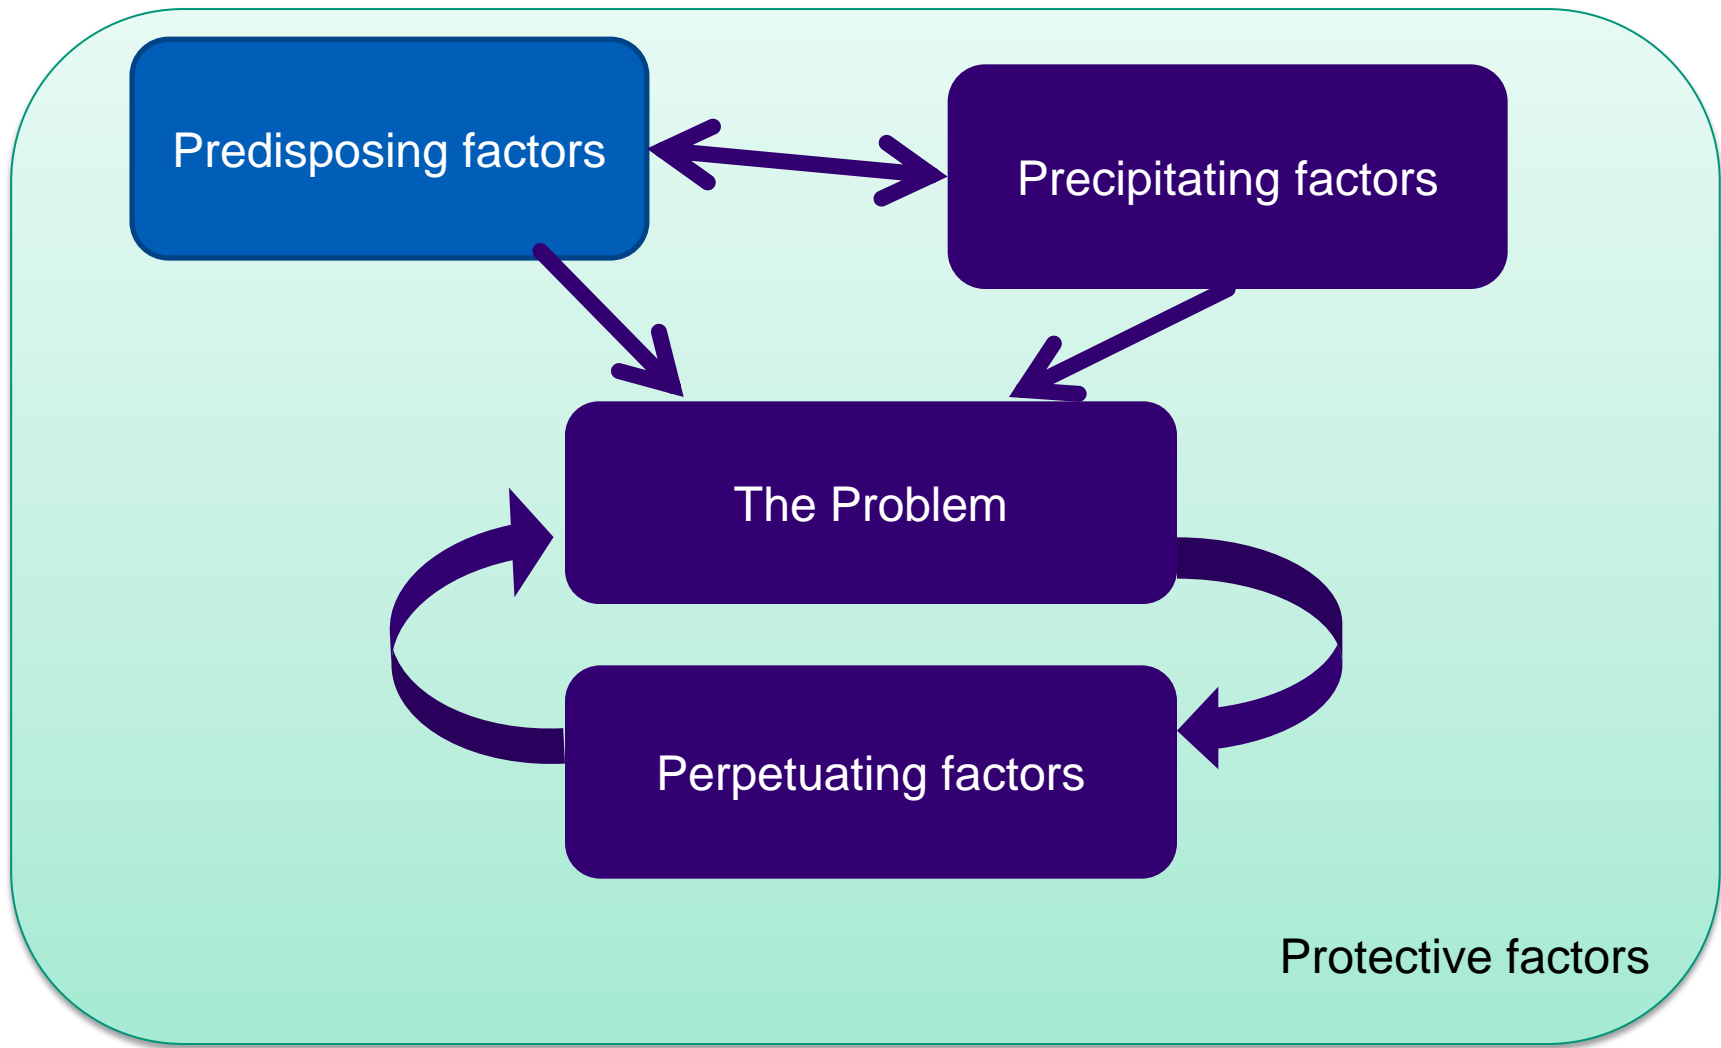 Predisposing factors
Precipitating factors
The Problem
Perpetuating factors
Protective factors